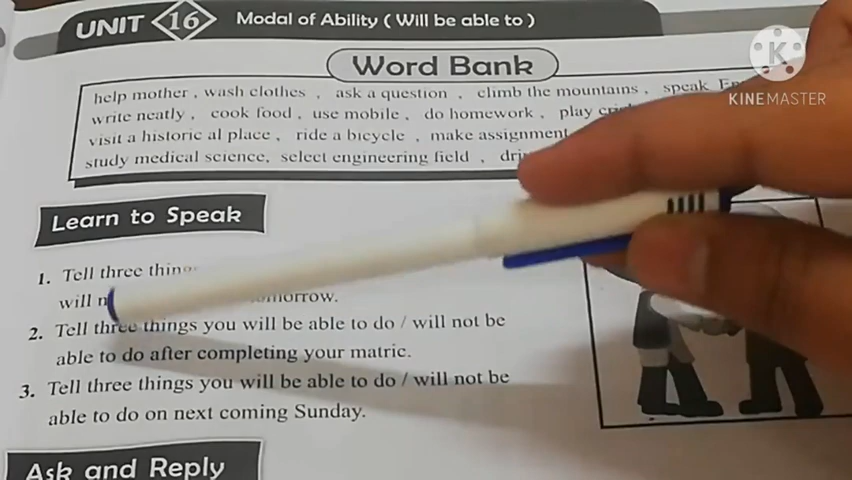 UNIT 16 Modal of Ability ( Will be able to )
Word Bank
help mother , wash clothes , ask a question , climb the mountains , speak
write neatly , cook food , use mobile , do homework , play
visit a historic al place , ride a bicycle , make assignment
study medical science, select engineering field ,
Learn to Speak
1. Tell three
will tomorrow.
2. Tell three things you will be able to do / will not be
able to do after completing your matric.
3. Tell three things you will be able to do / will not be
able to do on next coming Sunday.
Ask and Reply
KINEMASTER